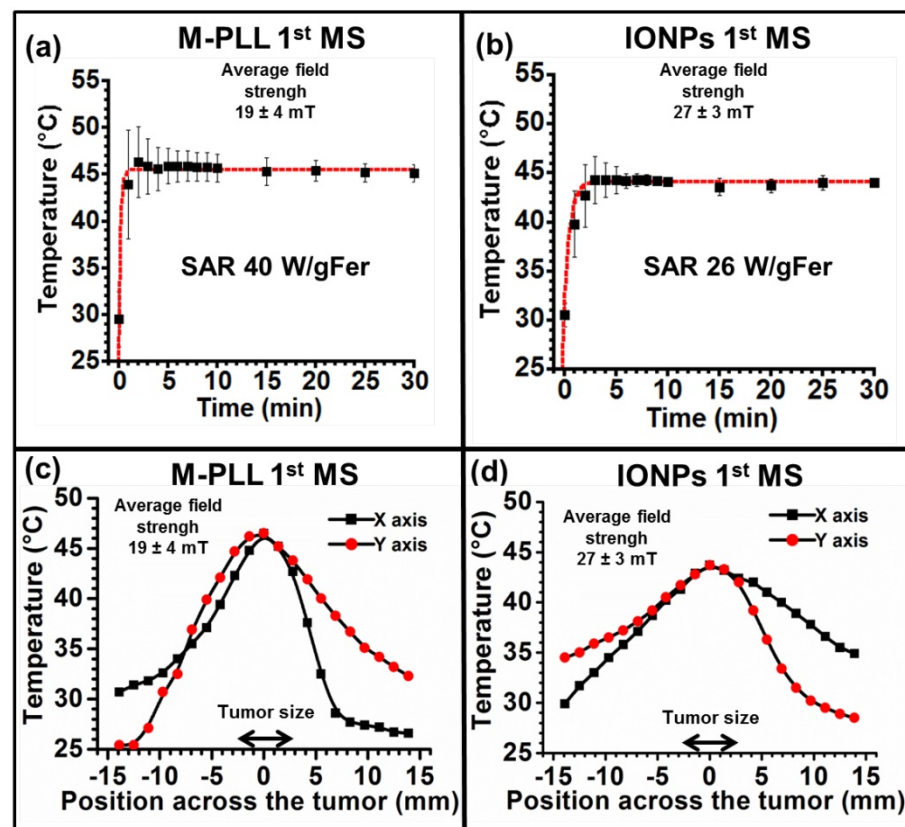 (a)
M-PLL 1st MS
Average field
strengh
19 ± 4 mT
Temperature (°C)
55
50
45
40
35
30
25
SAR 40 W/gFer
0 5 10 15 20 25 30
Time (min)
(b)
IONPs 1st MS
Average field
strengh
27 ± 3 mT
Temperature (°C)
55
50
45
40
35
30
25
SAR 26 W/gFer
0 5 10 15 20 25 30
Time (min)
(c)
M-PLL 1st MS
Average field
strengh
19 ± 4 mT
X axis
Y axis
Temperature (°C)
50
45
40
35
30
25
Tumor size
-15 -10 -5 0 5 10 15
Position across the tumor (mm)
(d)
IONPs 1st MS
Average field
strengh
27 ± 3 mT
X axis
Y axis
Temperature (°C)
50
45
40
35
30
25
Tumor size
-15 -10 -5 0 5 10 15
Position across the tumor (mm)